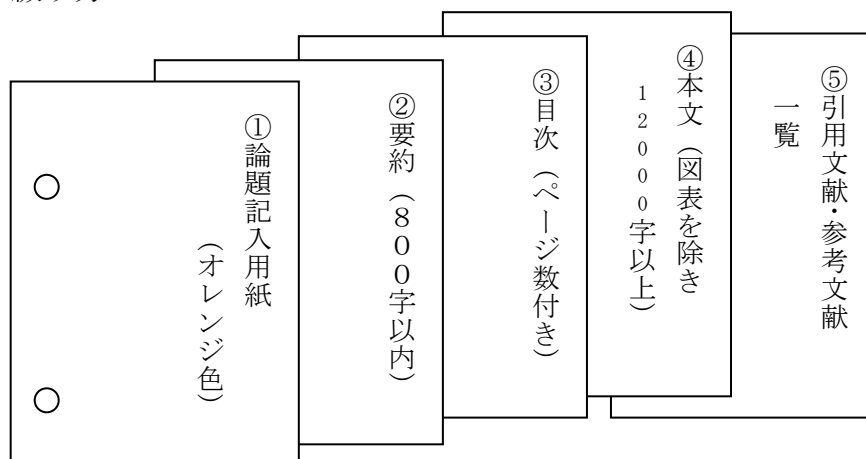 ①論題記入用紙
(オレンジ色)
②要約(800字以内)
③目次(ページ数付き)
④本文(図表を除き
12000字以上)
⑤引用文献・参考文献
一覧